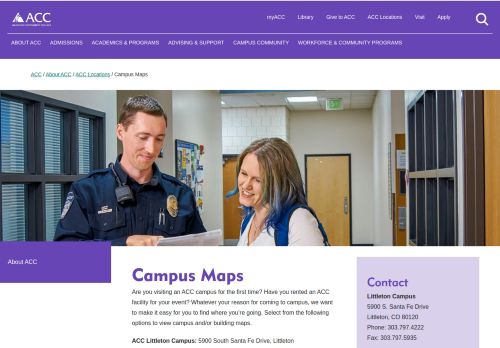 ACC
myACC Library Give to ACC ACC Locations Visit Apply
ABOUT ACC ADMISSIONS ACADEMICS & PROGRAMS ADVISING & SUPPORT CAMPUS COMMUNITY WORKFORCE & COMMUNITY PROGRAMS
ACC / About ACC / ACC Locations / Campus Maps
About ACC
Campus Maps
Are you visiting an ACC campus for the first time? Have you rented an ACC
facility for your event? Whatever your reason for coming to campus, we want
to make it easy for you to find where you're going. Select from the following
options to view campus and/or building maps.
ACC Littleton Campus: 5900 South Santa Fe Drive, Littleton
Contact
Littleton Campus
5900 S. Santa Fe Drive
Littleton, CO 80120
Phone: 303.797.4222
Fax: 303.797.5935